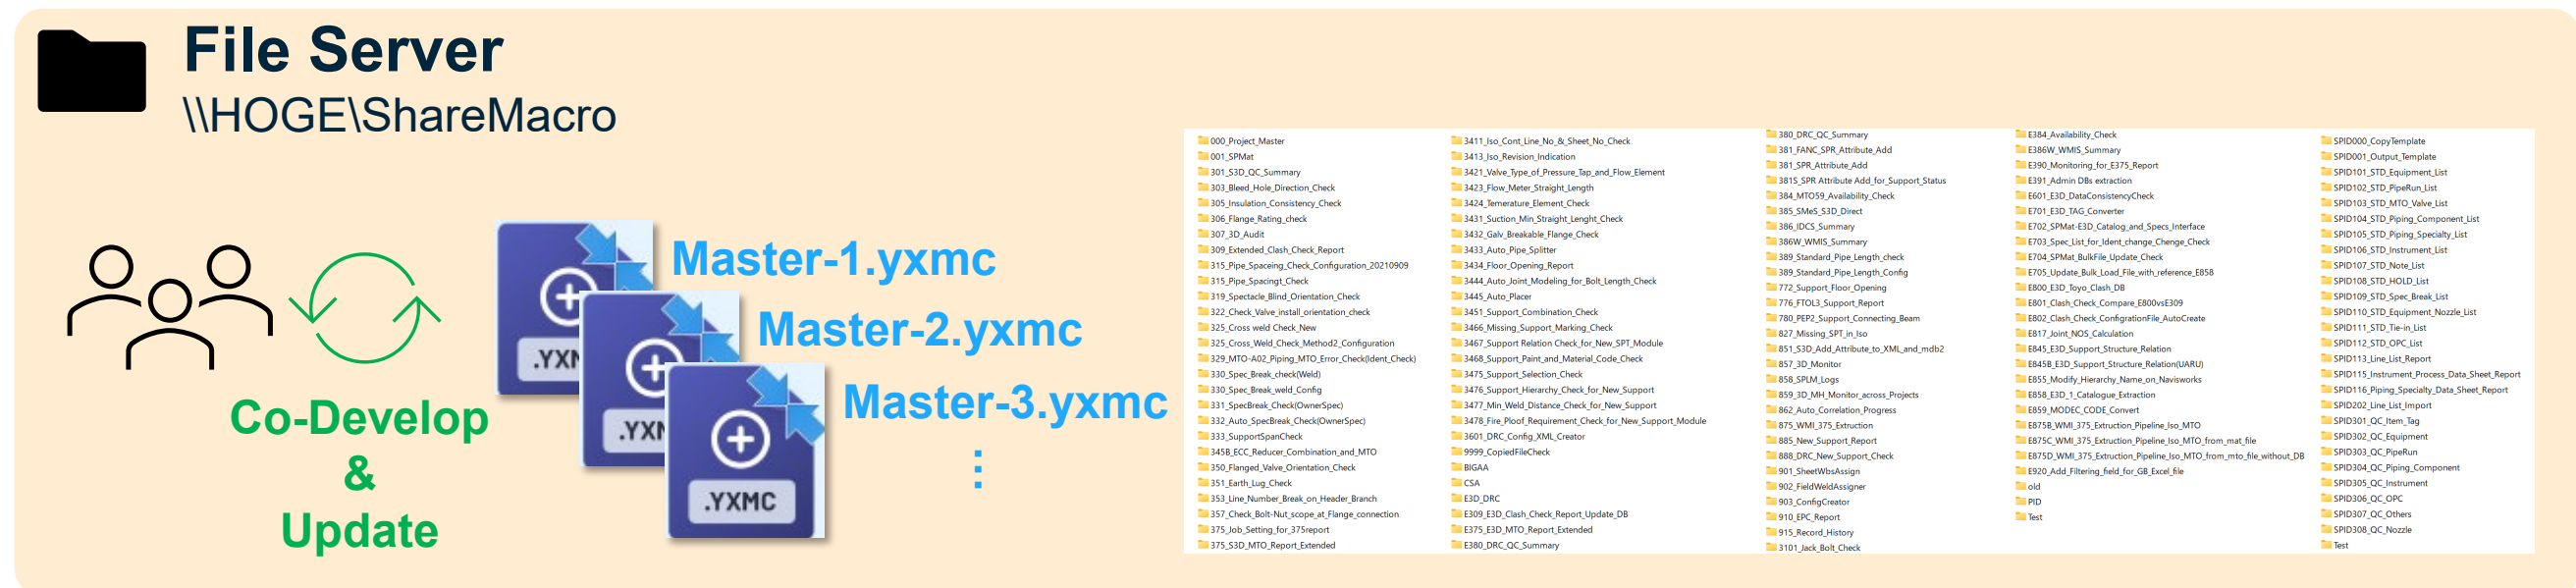 File Server
\\HOGE\ShareMacro
Co-Develop
&
Update
.YXM
.YXM
.YXMC
Master-1.yxmc
Master-2.yxmc
Master-3.yxmc
000_Project_Master
001_SPMat
301_S3D_QC_Summary
303_Bleed_Hole_Direction_Check
305_Insulation_Consistency_Check
306_Flange_Rating_check
307_3D_Audit
309_Extended_Clash_Check_Report
315_Pipe_Spaceing_Check_Configuration_20210909
315_Pipe_Spacingt_Check
319_Spectacle_Blind_Orientation_Check
322_Check_Valve_install_orientation_check
325_Cross weld Check_New
325_Cross_Weld_Check_Method2_Configuration
329_MTO-A02_Piping_MTO_Error_Check(Ident_Check)
330_Spec_Break_check(Weld)
330_Spec_Break_weld_Config
331_SpecBreak_Check(OwnerSpec)
332_Auto_SpecBreak_Check(OwnerSpec)
333_SupportSpanCheck
345B_ECC_Reducer_Combination_and_MTO
350_Flanged_Valve_Orientation_Check
351_Earth_Lug_Check
353_Line_Number_Break_on_Header_Branch
357_Check_Bolt-Nut_scope_at_Flange_connection
375_Job_Setting_for_375report
375_S3D_MTO_Report_Extended
3411_Iso_Cont_Line_No_&_Sheet_No_Check
3413_Iso_Revision_Indication
3421_Valve_Type_of_Pressure_Tap_and_Flow_Element
3423_Flow_Meter_Straight_Length
3424_Temerature_Element_Check
3431_Suction_Min_Straight_Lenght_Check
3432_Galv_Breakable_Flange_Check
3433_Auto_Pipe_Splitter
3434_Floor_Opening_Report
3444_Auto_Joint_Modeling_for_Bolt_Length_Check
3445_Auto_Placer
3451_Support_Combination_Check
3466_Missing_Support_Marking_Check
3467_Support Relation Check_for_New_SPT_Module
3468_Support_Paint_and_Material_Code_Check
3475_Support_Selection_Check
3476_Support_Hierarchy_Check_for_New_Support
3477_Min_Weld_Distance_Check_for_New_Support
3478_Fire_Ploof_Requirement_Check_for_New_Support_Module
3601_DRC_Config_XML_Creator
9999_CopiedFileCheck
BIGAA
CSA
E3D_DRC
E309_E3D_Clash_Check_Report_Update_DB
E375_E3D_MTO_Report_Extended
E380_DRC_QC_Summary
380_DRC_QC_Summary
381_FANC_SPR_Attribute_Add
381_SPR_Attribute_Add
381S_SPR Attribute Add_for_Support_Status
384_MTO59_Availability_Check
385_SMeS_S3D_Direct
386_IDCS_Summary
386W_WMIS_Summary
389_Standard_Pipe_Length_check
389_Standard_Pipe_Length_Config
772_Support_Floor_Opening
776_FTOL3_Support_Report
780_PEP2_Support_Connecting_Beam
827_Missing_SPT_in_Iso
851_S3D_Add_Attribute_to_XML_and_mdb2
857_3D_Monitor
858_SPLM_Logs
859_3D_MH_Monitor_across_Projects
862_Auto_Correlation_Progress
875_WMI_375_Extruction
885_New_Support_Report
888_DRC_New_Support_Check
901_SheetWbsAssign
902_FieldWeldAssigner
903_ConfigCreator
910_EPC_Report
915_Record_History
3101_Jack_Bolt_Check
E384_Availability_Check
E386W_WMIS_Summary
E390_Monitoring_for_E375_Report
E391_Admin DBs extraction
E601_E3D_DataConsistencyCheck
E701_E3D_TAG_Converter
E702_SPMat-E3D_Catalog_and_Specs_Interface
E703_Spec_List_for_Ident_change_Chenge_Check
E704_SPMat_BulkFile_Update_Check
E705_Update_Bulk_Load_File_with_reference_E858
E800_E3D_Toyo_Clash_DB
E801_Clash_Check_Compare_E800vsE309
E802_Clash_Check_ConfigrationFile_AutoCreate
E817_Joint_NOS_Calculation
E845_E3D_Support_Structure_Relation
E845B_E3D_Support_Structure_Relation(UARU)
E855_Modify_Hierarchy_Name_on_Navisworks
E858_E3D_1_Catalogue_Extraction
E859_MODEC_CODE_Convert
E875B_WMI_375_Extruction_Pipeline_Iso_MTO
E875C_WMI_375_Extruction_Pipeline_Iso_MTO_from_mat_file
E875D_WMI_375_Extruction_Pipeline_Iso_MTO_from_mto_file_without_DB
E920_Add_Filtering_field_for_GB_Excel_file
old
PID
Test
SPID000_CopyTemplate
SPID001_Output_Template
SPID101_STD_Equipment_List
SPID102_STD_PipeRun_List
SPID103_STD_MTO_Valve_List
SPID104_STD_Piping_Component_List
SPID105_STD_Piping_Specialty_List
SPID106_STD_Instrument_List
SPID107_STD_Note_List
SPID108_STD_HOLD_List
SPID109_STD_Spec_Break_List
SPID110_STD_Equipment_Nozzle_List
SPID111_STD_Tie-in_List
SPID112_STD_OPC_List
SPID113_Line_List_Report
SPID115_Instrument_Process_Data_Sheet_Report
SPID116_Piping_Specialty_Data_Sheet_Report
SPID202_Line_List_Import
SPID301_QC_Item_Tag
SPID302_QC_Equipment
SPID303_QC_PipeRun
SPID304_QC_Piping_Component
SPID305_QC_Instrument
SPID306_QC_OPC
SPID307_QC_Others
SPID308_QC_Nozzle
Test